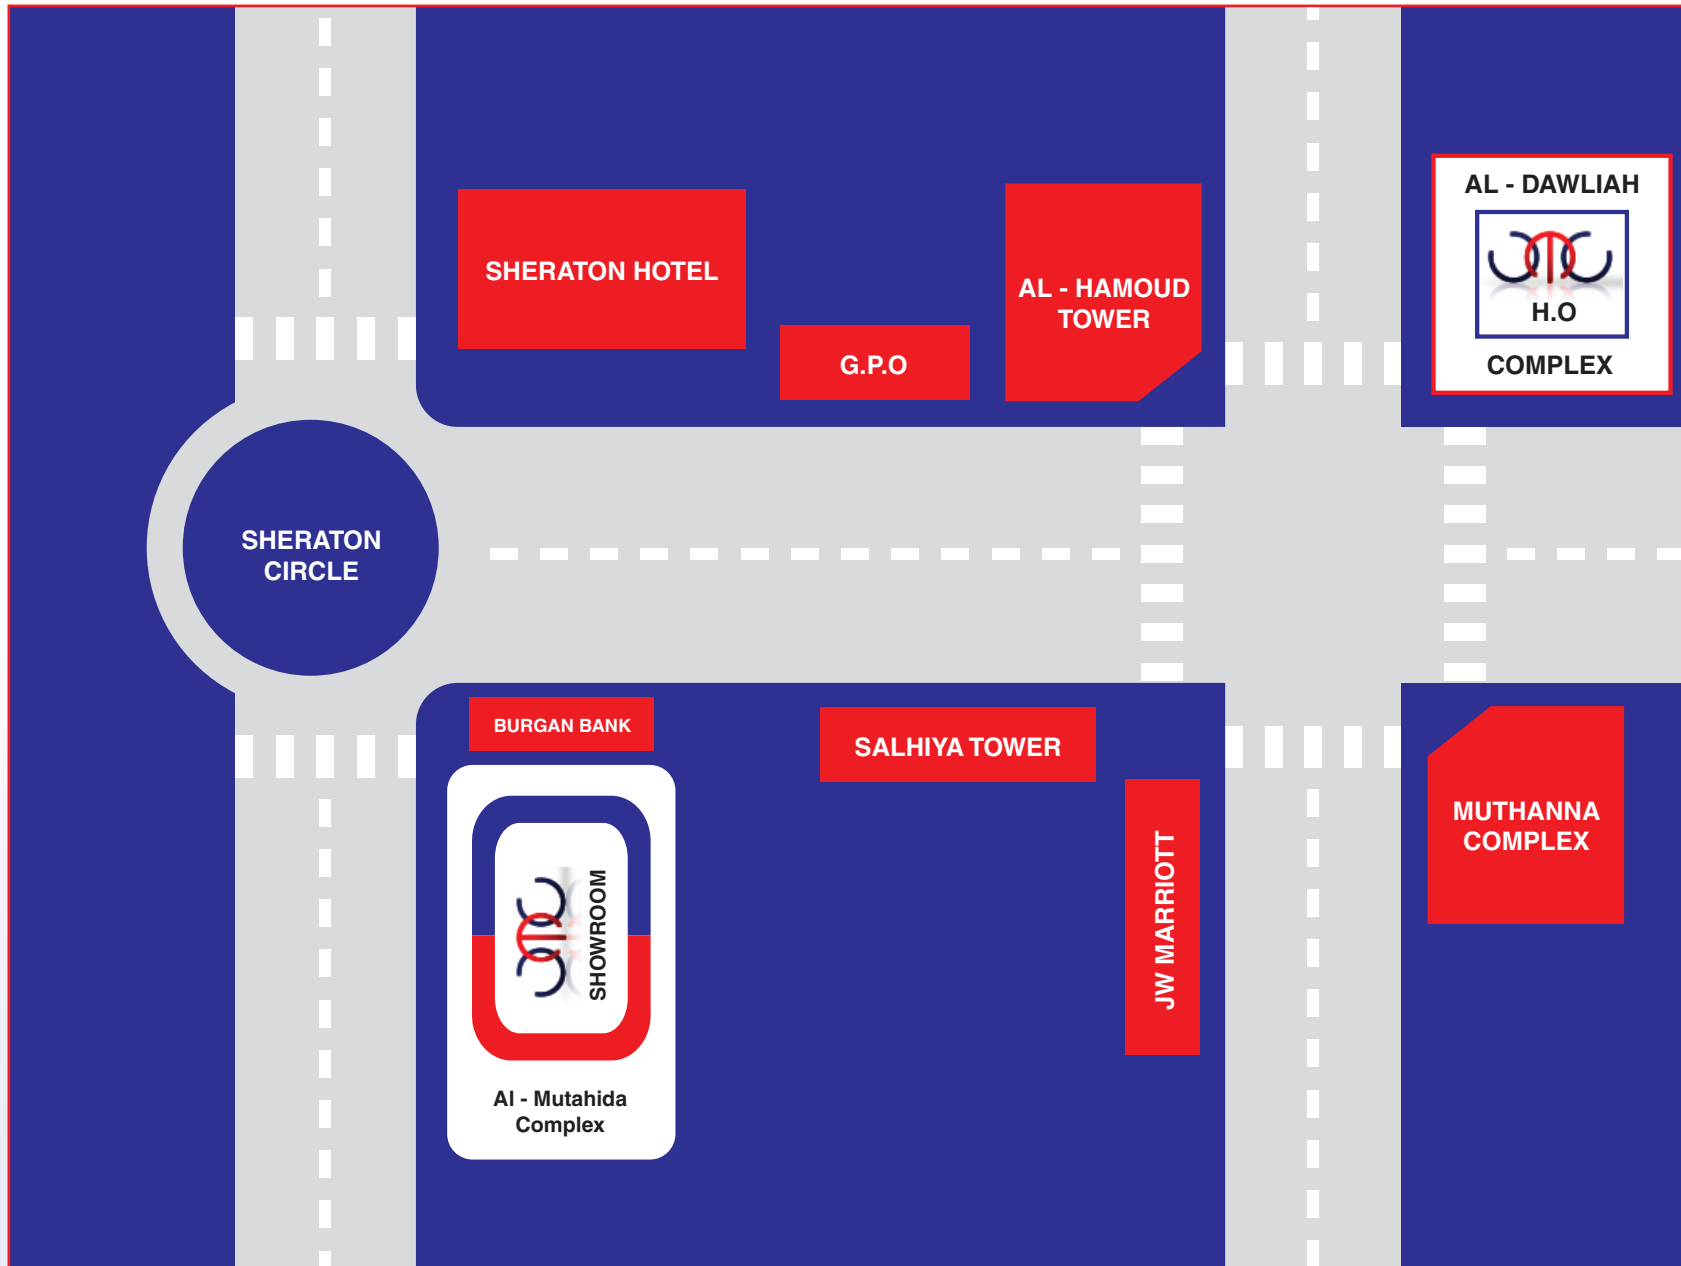 AL - DAWLIAH
H.O
COMPLEX
SHERATON HOTEL
AL - HAMOUD
TOWER
G.P.O
SHERATON
CIRCLE
BURGAN BANK
SALHIYA TOWER
JW MARRIOTT
MUTHANNA
COMPLEX
SHOWROOM
Al - Mutahida
Complex